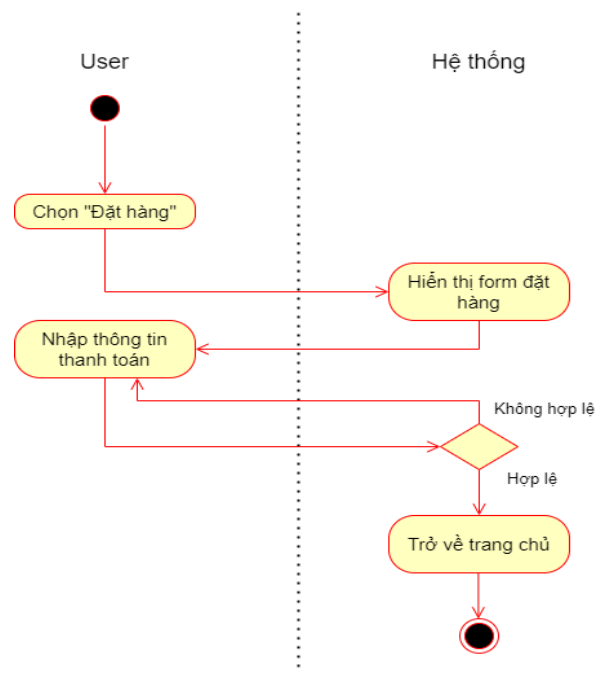 User
Hệ thống
Chọn "Đặt hàng"
Hiển thị form đặt
hàng
Nhập thông tin
thanh toán
Không hợp lệ
Hợp lệ
Trở về trang chủ